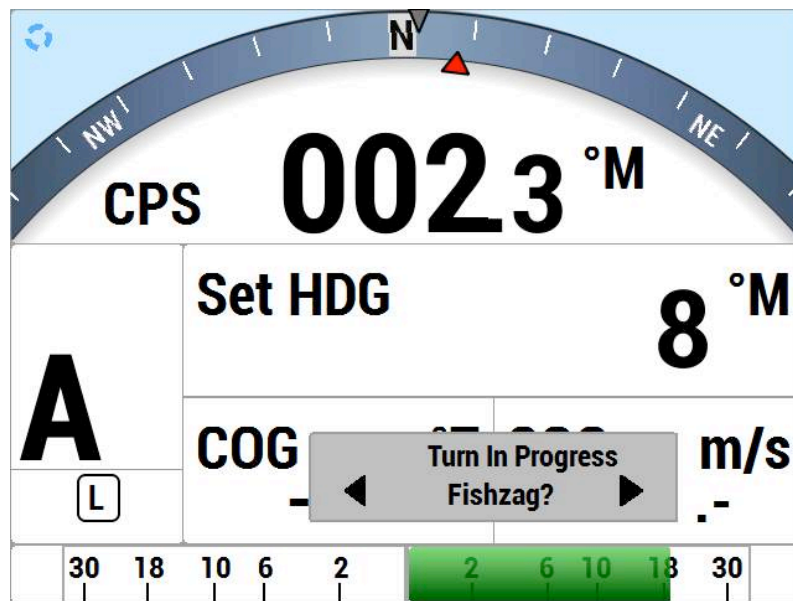 N
NW
NE
CPS 002.3 °M
Set HDG 8 °M
A
COG m/s
Turn In Progress
Fishzag?
L
- .-
30 18 10 6 2 2 6 10 18 30